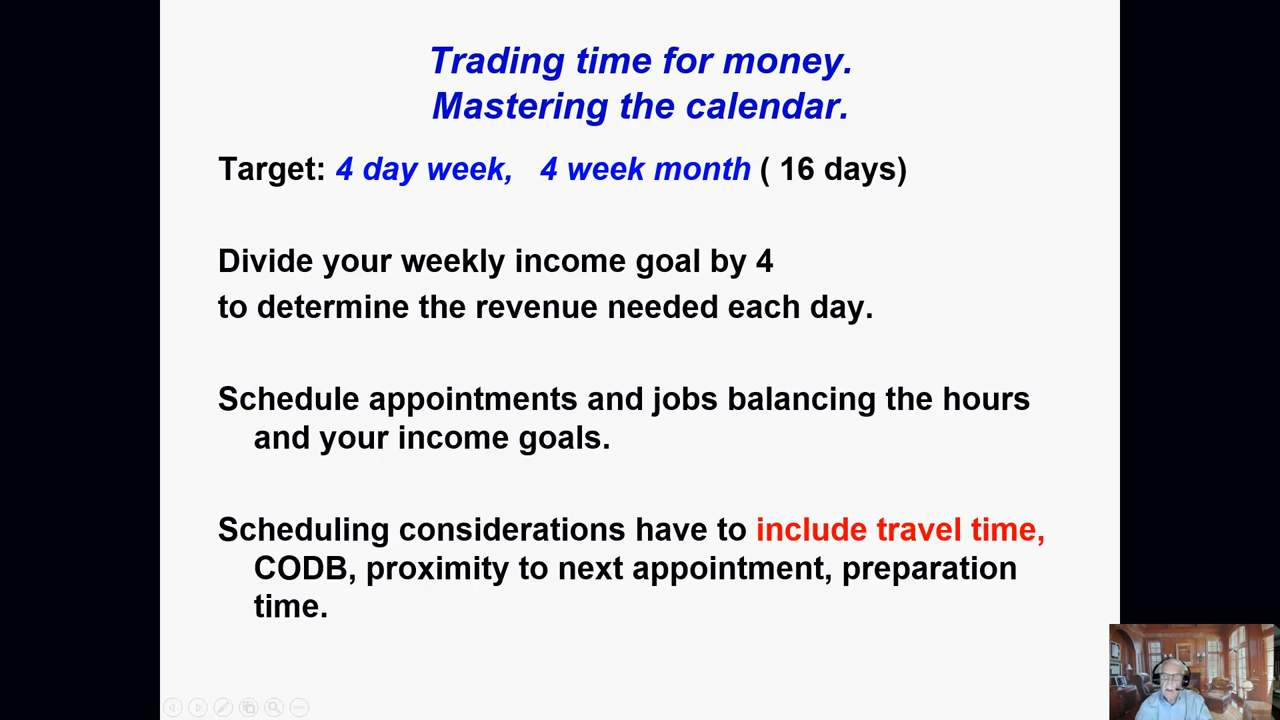 Trading time for money.
Mastering the calendar.
Target: 4 day week, 4 week month ( 16 days)
Divide your weekly income goal by 4
to determine the revenue needed each day.
Schedule appointments and jobs balancing the hours
and your income goals.
Scheduling considerations have to include travel time,
CODB, proximity to next appointment, preparation
time.